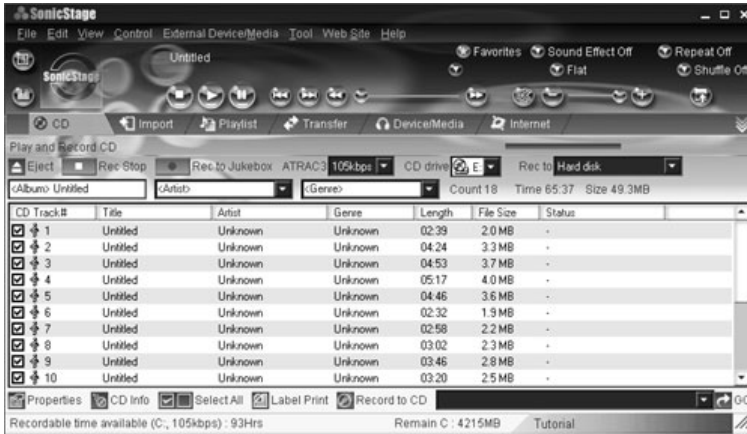 SonicStage
File Edit View Control External Device/Media Tool Web Site Help
Untitled Favorites Sound Effect Off Repeat Off
SonicStage Flat Shuffle Off
CD Import Playlist Transfer Device/Media Internet
Play and Record CD
Eject Rec Stop Rec to Jukebox ATRAC3 105kbps CD drive E: Rec to Hard disk
<Album> Untitled <Artist> <Genre> Count 18 Time 65:37 Size 49.3MB
CD Track# Title Artist Genre Length File Size Status
1 Untitled Unknown Unknown 02:39 2.0 MB -
2 Untitled Unknown Unknown 04:24 3.3 MB -
3 Untitled Unknown Unknown 04:53 3.7 MB -
4 Untitled Unknown Unknown 05:17 4.0 MB -
5 Untitled Unknown Unknown 04:46 3.6 MB -
6 Untitled Unknown Unknown 02:32 1.9 MB -
7 Untitled Unknown Unknown 02:58 2.2 MB -
8 Untitled Unknown Unknown 03:02 2.3 MB -
9 Untitled Unknown Unknown 03:46 2.8 MB -
10 Untitled Unknown Unknown 03:20 2.5 MB -
Properties CD Info Select All Label Print Record to CD GO
Recordable time available (C:, 105kbps) : 93Hrs Remain C : 4215MB Tutorial